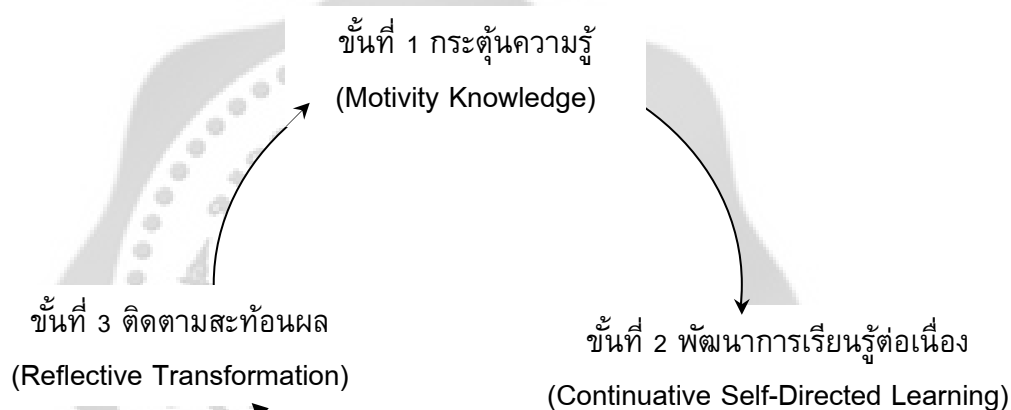 ขั้นที่ 1 กระตุ้นความรู้
(Motivity Knowledge)
ขั้นที่ 2 พัฒนาการเรียนรู้ต่อเนื่อง
(Continuative Self-Directed Learning)
ขั้นที่ 3 ติดตามสะท้อนผล
(Reflective Transformation)